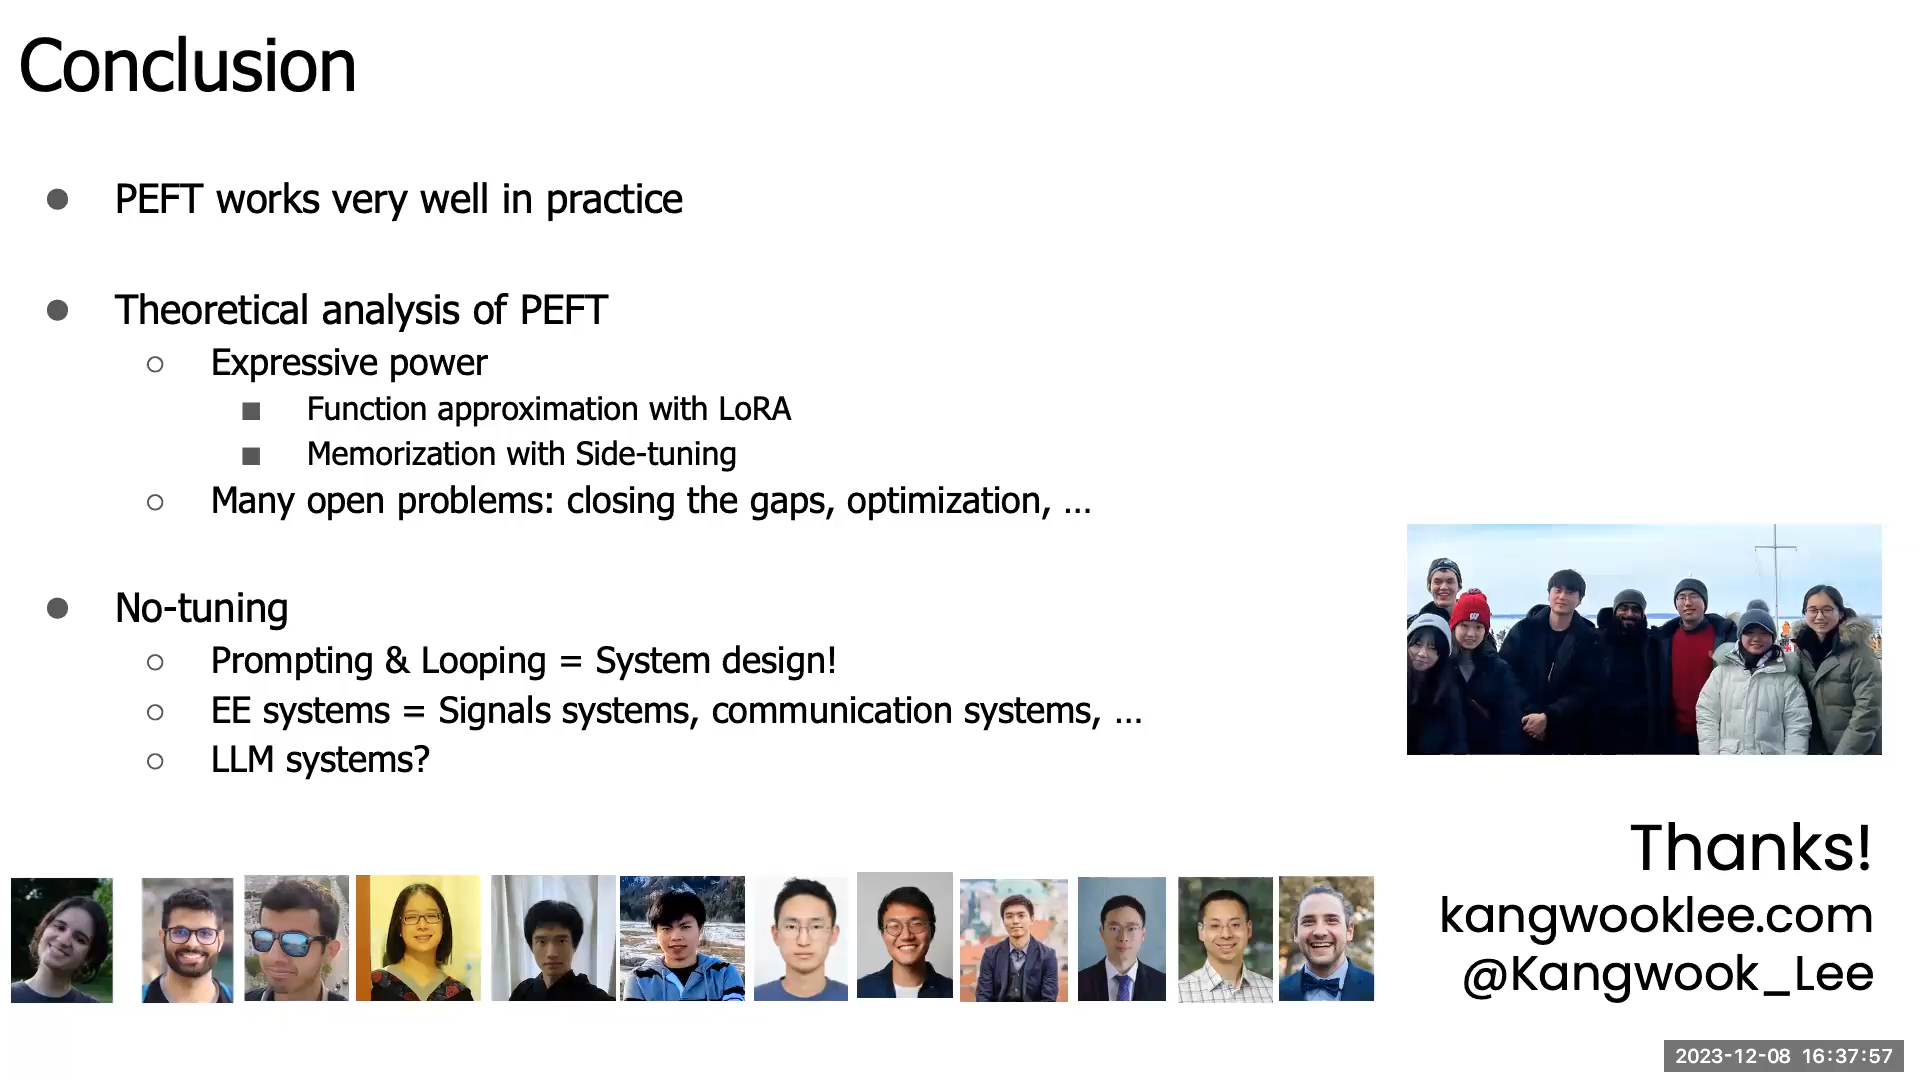 Conclusion
● PEFT works very well in practice
● Theoretical analysis of PEFT
○ Expressive power
■ Function approximation with LoRA
■ Memorization with Side-tuning
○ Many open problems: closing the gaps, optimization, ...
● No-tuning
○ Prompting & Looping = System design!
○ EE systems = Signals systems, communication systems, ...
○ LLM systems?
Thanks!
kangwooklee.com
@Kangwook_Lee
2023-12-08 16:37:57